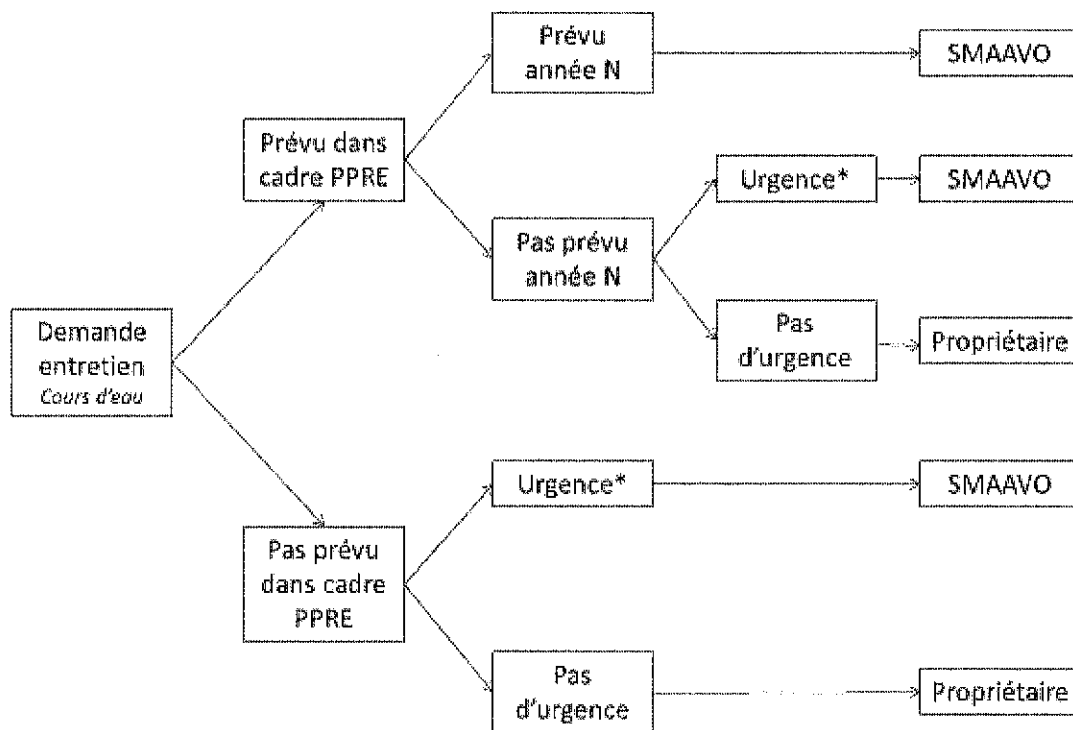 Prévu
année N
SMAAVO
Prévu dans
cadre PPRE
Urgence*
SMAAVO
Pas prévu
année N
Pas
d'urgence
Propriétaire
Demande
entretien
Cours d'eau
Urgence*
SMAAVO
Pas prévu
dans cadre
PPRE
Pas
d'urgence
Propriétaire